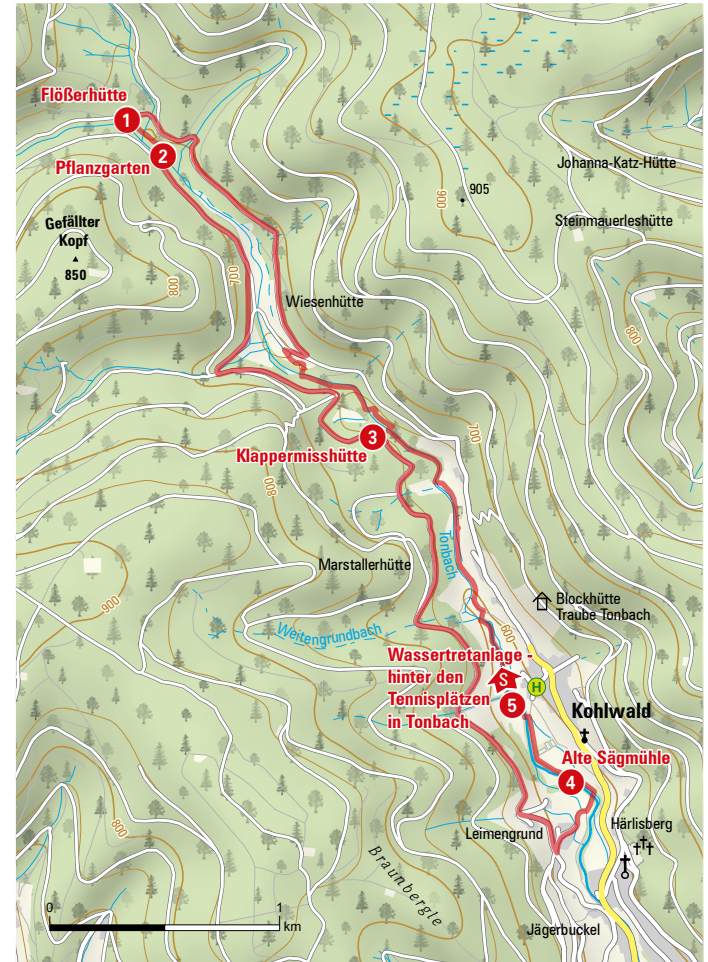 Flößerhütte
1
2
Pflanzgarten
Johanna-Katz-Hütte
905
900
Steinmauerleshütte
Gefällter
Kopf
850
800
700
Wiesenhütte
800
700
3
Klappermisshütte
800
Tonbach
Marstallerhütte
900
Blockhütte
Traube Tonbach
Weitengrundbach
600
Wassertretanlage -
hinter den
Tennisplätzen
in Tonbach
S
H
5
Kohlwald
Alte Sägmühle
4
800
Leimengrund
Härlisberg
Braunbergle
0 1
km
Jägerbuckel